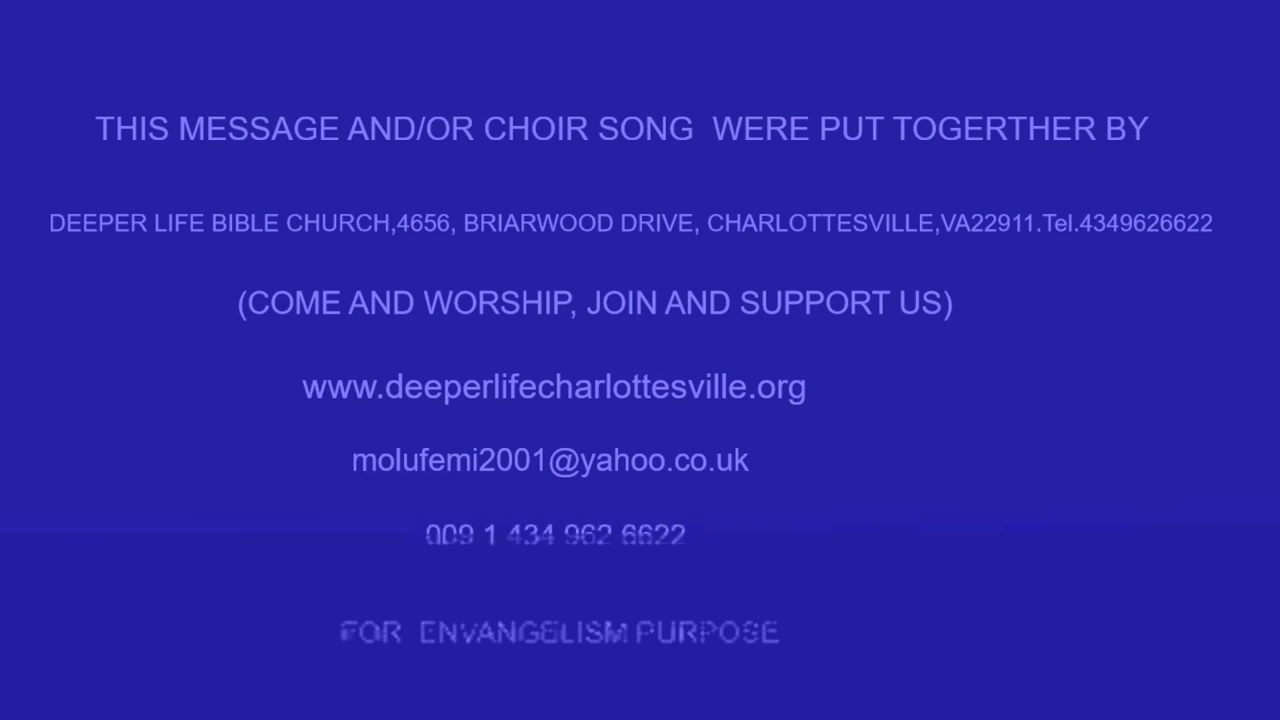 THIS MESSAGE AND/OR CHOIR SONG  WERE PUT TOGERTHER BY
DEEPER LIFE BIBLE CHURCH,4656, BRIARWOOD DRIVE, CHARLOTTESVILLE,VA22911.Tel.4349626622
(COME AND WORSHIP, JOIN AND SUPPORT US)
www.deeperlifecharlottesville.org
molufemi2001@yahoo.co.uk
009 1 434 962 6622
FOR  ENVANGELISM PURPOSE